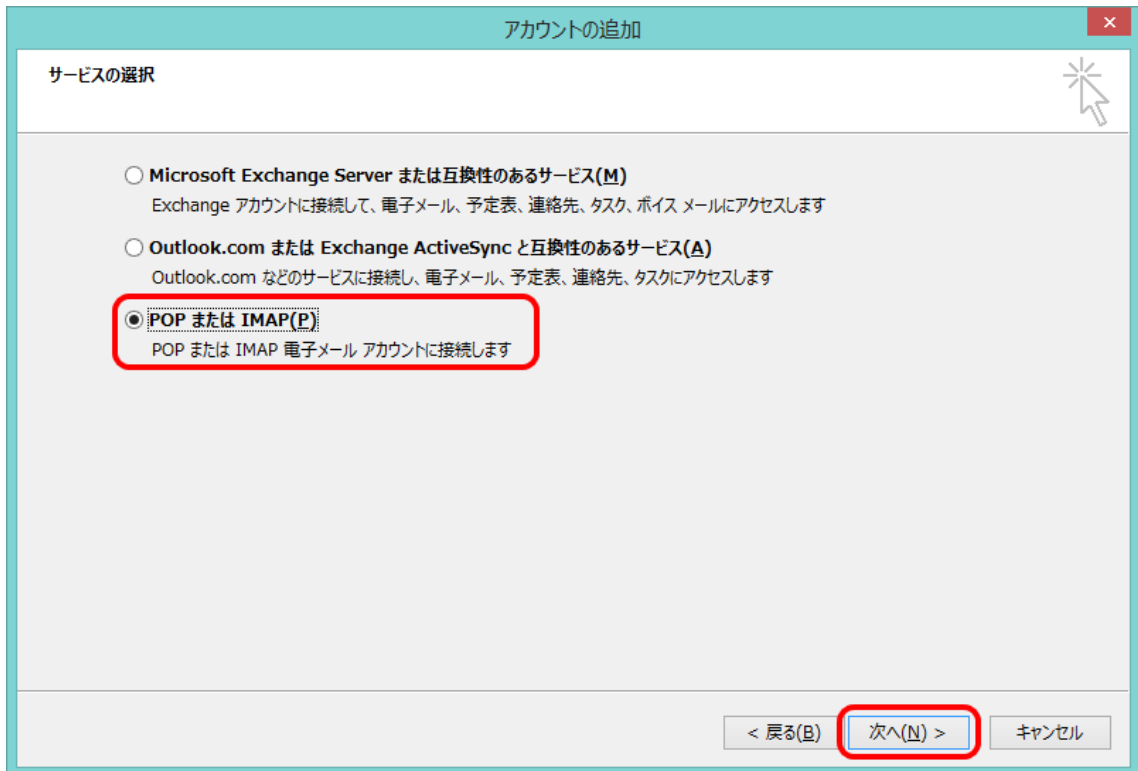 アカウントの追加
サービスの選択
Microsoft Exchange Server または互換性のあるサービス(M)
Exchange アカウントに接続して、電子メール、予定表、連絡先、タスク、ボイス メールにアクセスします
Outlook.com または Exchange ActiveSync と互換性のあるサービス(A)
Outlook.com などのサービスに接続し、電子メール、予定表、連絡先、タスクにアクセスします
POP または IMAP(P)
POP または IMAP 電子メール アカウントに接続します
< 戻る(B) 次へ(N) > キャンセル